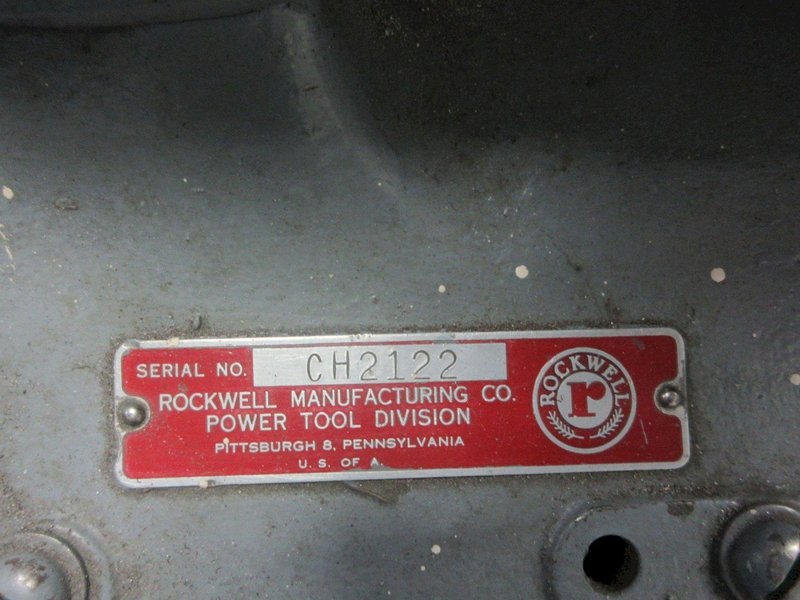 SERIAL NO. CH2122
ROCKWELL MANUFACTURING CO.
POWER TOOL DIVISION
PITTSBURGH 8, PENNSYLVANIA
U. S. OF A.
ROCKWELL
r